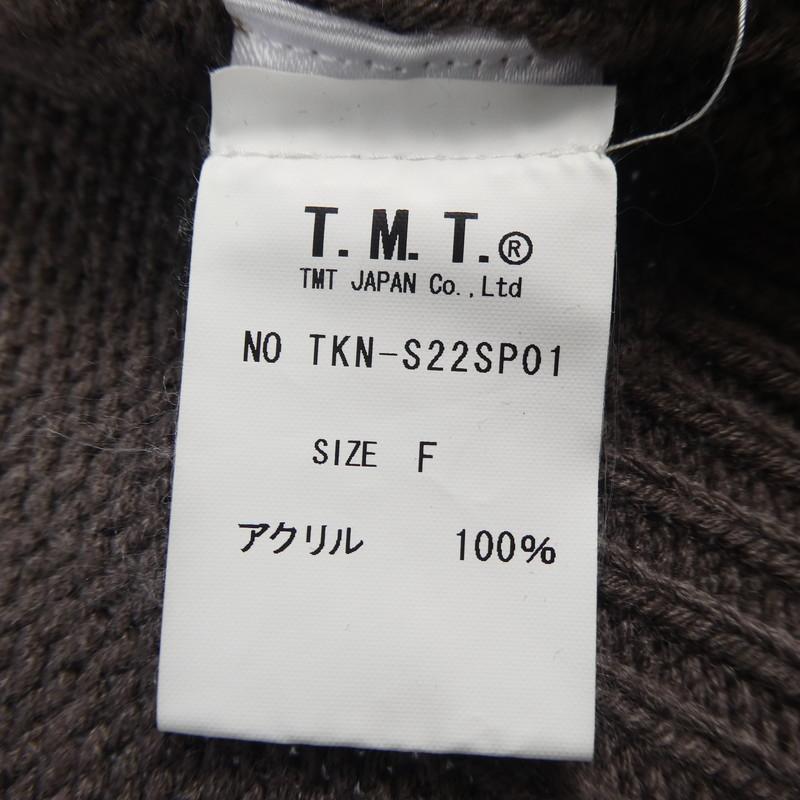 T.M.T.®
TMT JAPAN Co.,Ltd
NO TKN-S22SP01
SIZE F
アクリル 100%